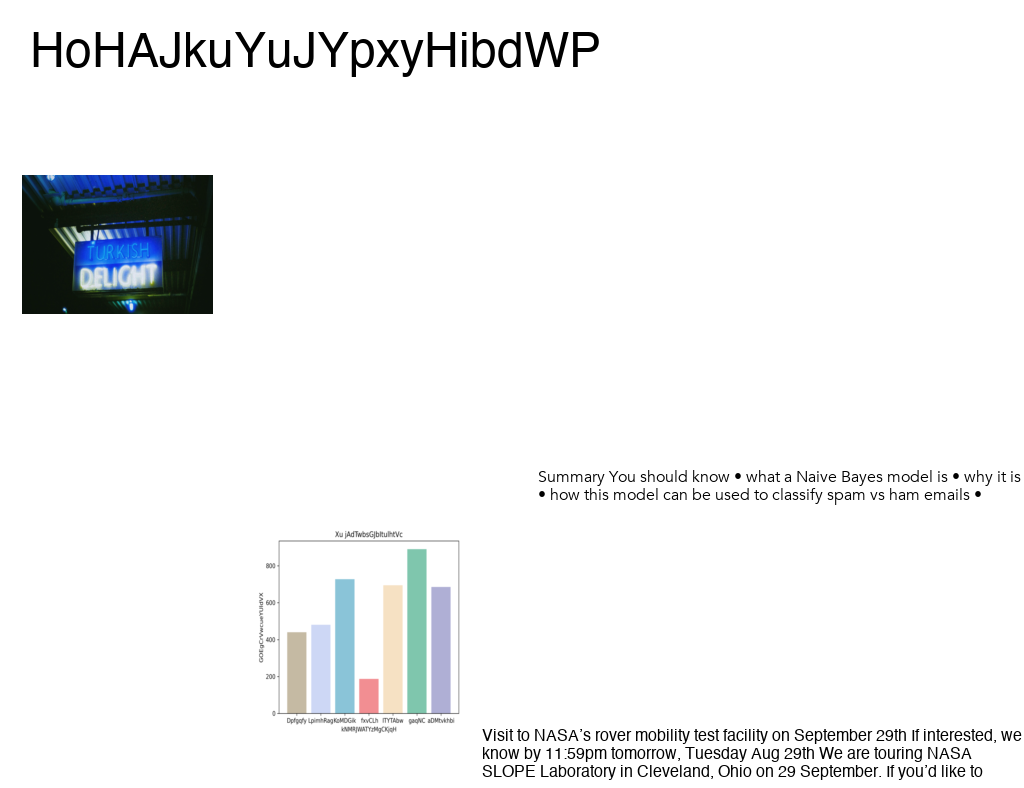 HoHAJkuYuJYpxyHibdWP
TURKISH
DELIGHT
Summary You should know • what a Naive Bayes model is • why it is
• how this model can be used to classify spam vs ham emails •
Xu jAdTwbsGJbItulhtVc
800
600
400
200
0
Dpfgqfy LpimhRag KoMDGik fxvCLh ITYTAbw gaqNC aDMtvkhbi
kNMRJWATYzMgCKjqH
Visit to NASA’s rover mobility test facility on September 29th If interested, we
know by 11:59pm tomorrow, Tuesday Aug 29th We are touring NASA
SLOPE Laboratory in Cleveland, Ohio on 29 September. If you’d like to